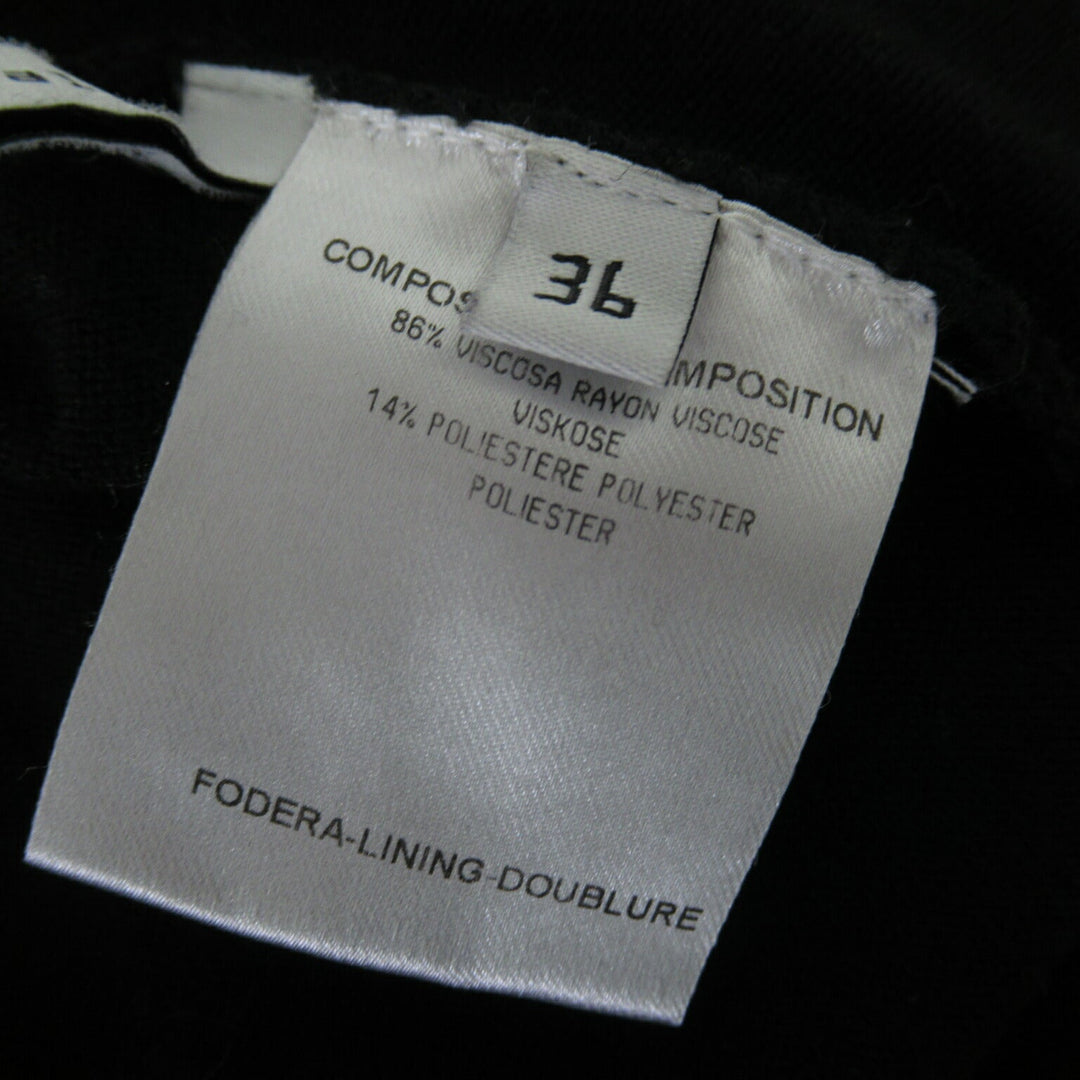 36
COMPOS MPOSITION
86% VISCOSA RAYON VISCOSE
VISKOSE
14% POLIESTERE POLYESTER
POLIESTER
FODERA-LINING-DOUBLURE